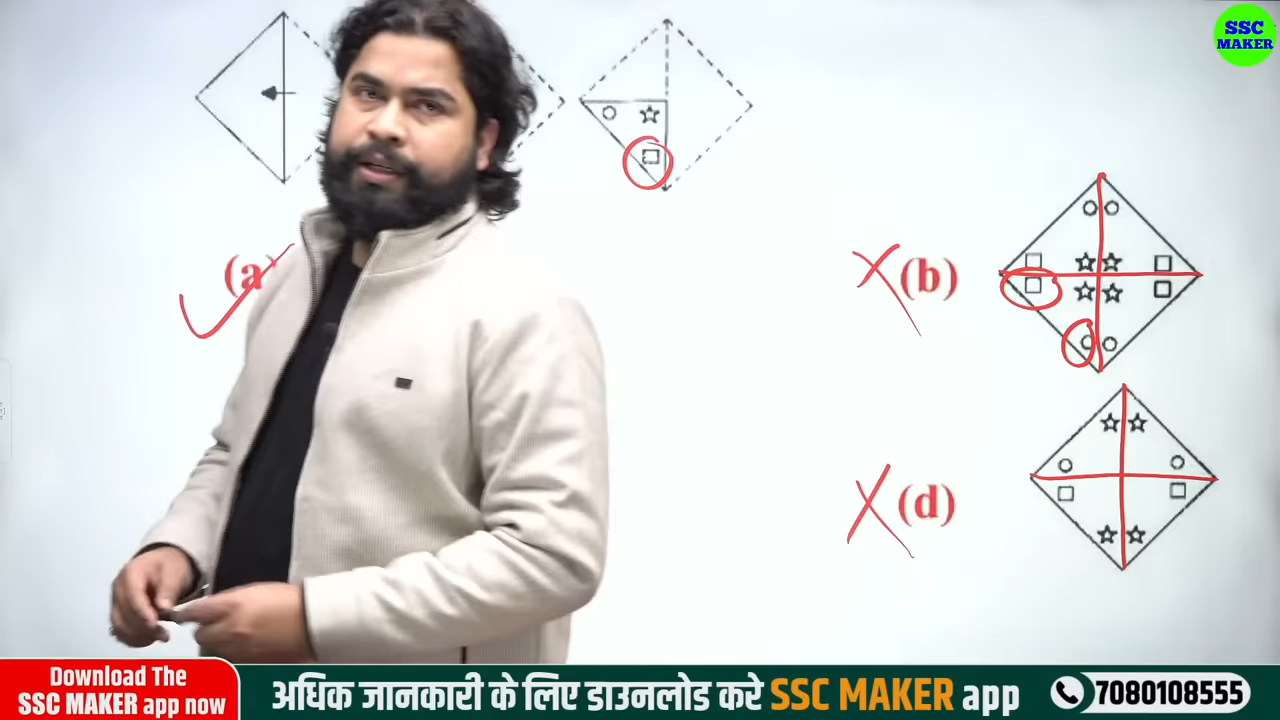 SSC
MAKER
(a)
(b)
(d)
Download The
SSC MAKER app now
अधिक जानकारी के लिए डाउनलोड करे SSC MAKER app
7080108555